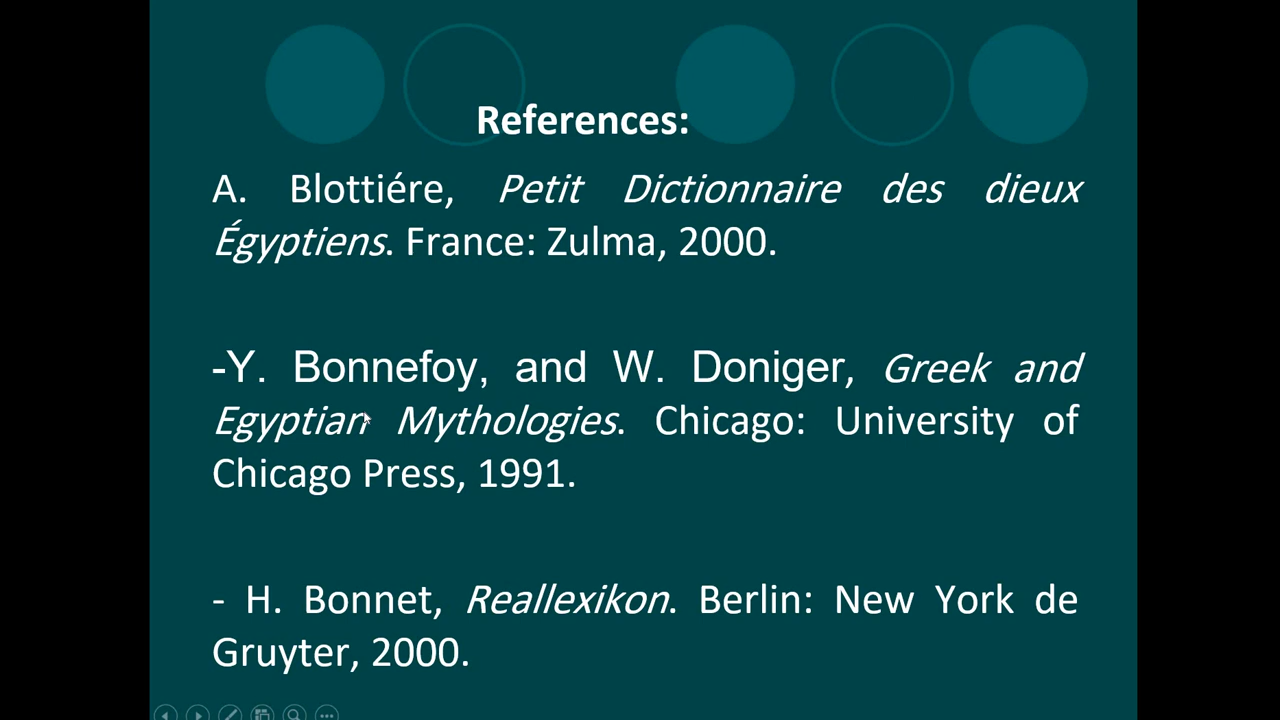 References:
A. Blottiére, Petit Dictionnaire des dieux
Égyptiens. France: Zulma, 2000.
-Y. Bonnefoy, and W. Doniger, Greek and
Egyptian Mythologies. Chicago: University of
Chicago Press, 1991.
- H. Bonnet, Reallexikon. Berlin: New York de
Gruyter, 2000.